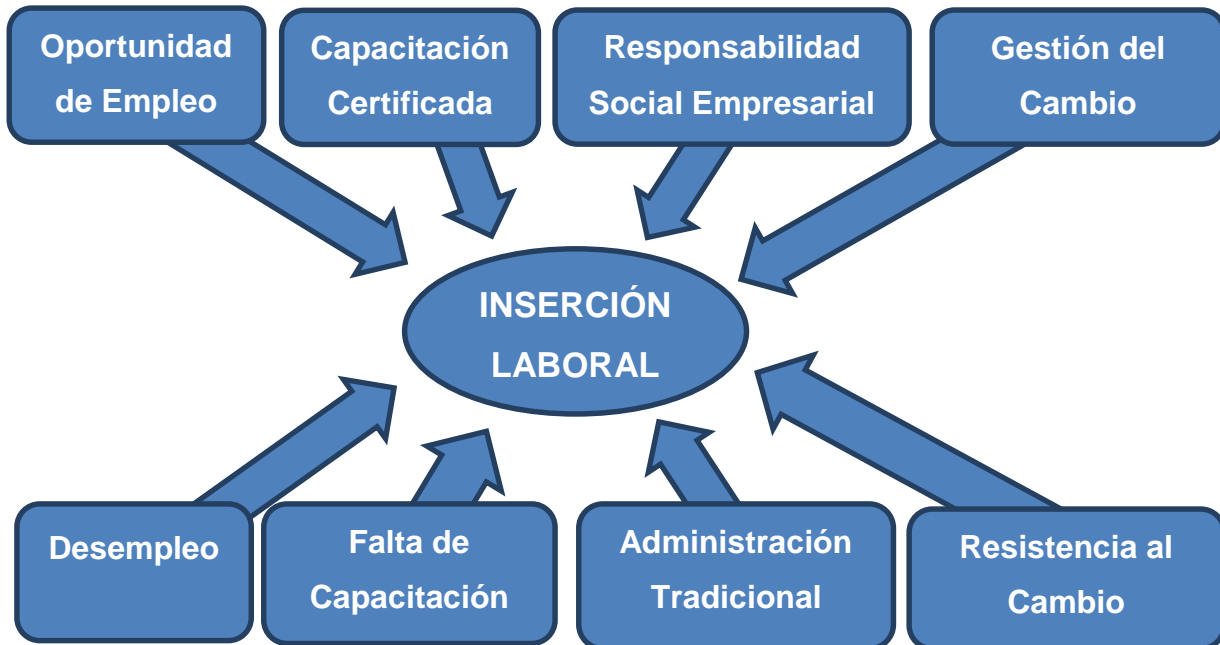 Oportunidad
de Empleo
Capacitación
Certificada
Responsabilidad
Social Empresarial
Gestión del
Cambio
INSERCIÓN
LABORAL
Desempleo
Falta de
Capacitación
Administración
Tradicional
Resistencia al
Cambio